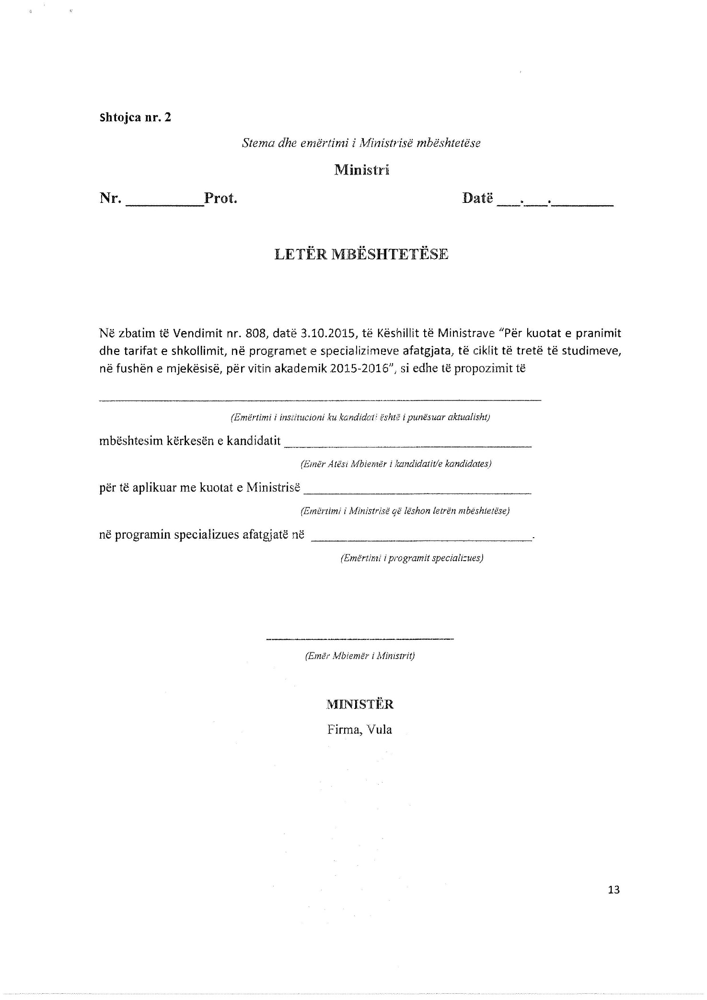 Shtojca nr. 2
Stema dhe emërtimi i Ministrisë mbështetëse
Ministri
Nr. __________Prot. Datë ___.___.________
LETËR MBËSHTETËSE
Në zbatim të Vendimit nr. 808, datë 3.10.2015, të Këshillit të Ministrave “Për kuotat e pranimit
dhe tarifat e shkollimit, në programet e specializimeve afatgjata, të ciklit të tretë të studimeve,
në fushën e mjekësisë, për vitin akademik 2015-2016”, si edhe të propozimit të
(Emërtimi i institucioni ku kandidati është i punësuar aktualisht)
mbështesim kërkesën e kandidatit ______________________________
(Emër Atësi Mbiemër i kandidatit/e kandidates)
për të aplikuar me kuotat e Ministrisë ____________________________
(Emërtimi i Ministrisë që lëshon letrën mbështetëse)
në programin specializues afatgjatë në ___________________________.
(Emërtimi i programit specializues)
(Emër Mbiemër i Ministrit)
MINISTËR
Firma, Vula
13